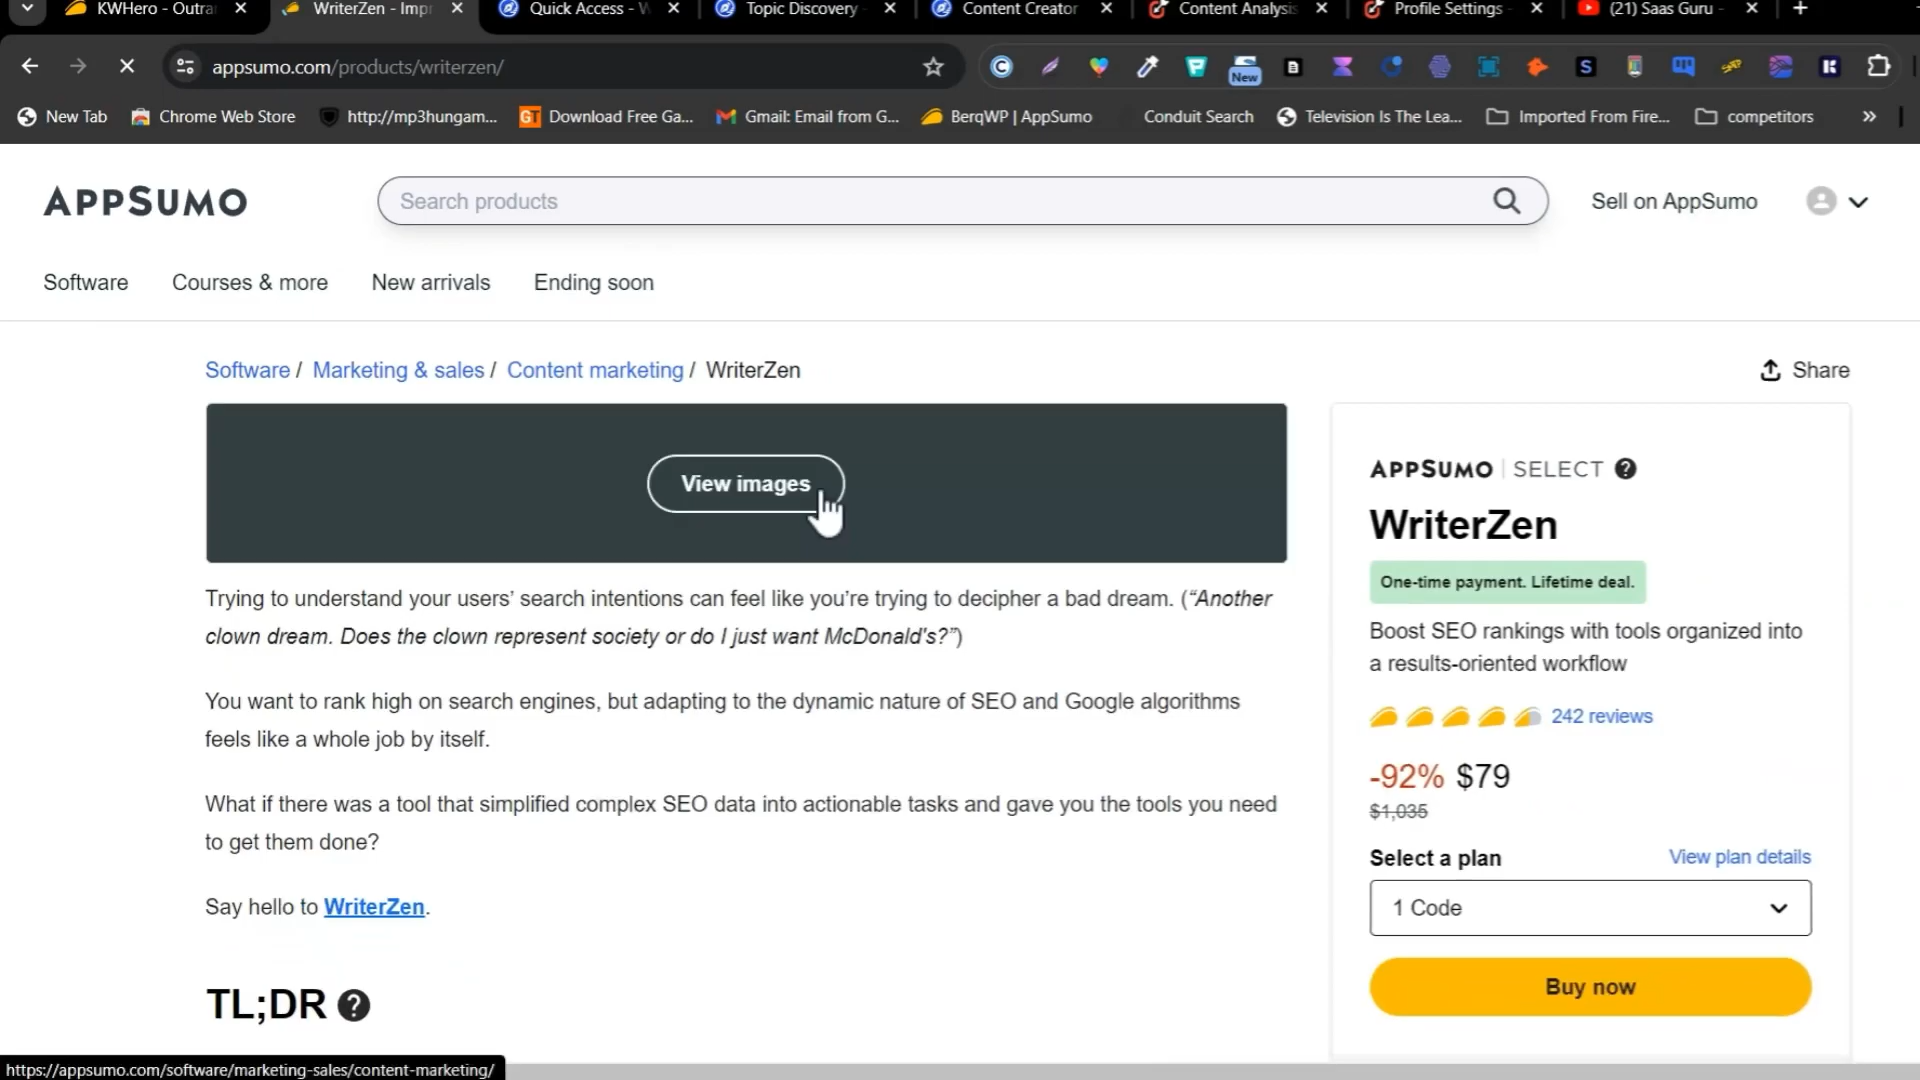 KWHero - Outra
WriterZen - Impr
Quick Access - W
Topic Discovery
Content Creator
Content Analysis
Profile Settings
(21) Saas Guru -
appsumo.com/products/writerzen/
New
New Tab
Chrome Web Store
http://mp3hungam...
GT
Download Free Ga...
Gmail: Email from G...
BerqWP | AppSumo
Conduit Search
Television Is The Lea...
Imported From Fire...
competitors
APPSUMO
Search products
Sell on AppSumo
Software
Courses & more
New arrivals
Ending soon
Software / Marketing & sales / Content marketing / WriterZen
Share
View images
Trying to understand your users’ search intentions can feel like you’re trying to decipher a bad dream. (“Another
clown dream. Does the clown represent society or do I just want McDonald's?”)
You want to rank high on search engines, but adapting to the dynamic nature of SEO and Google algorithms
feels like a whole job by itself.
What if there was a tool that simplified complex SEO data into actionable tasks and gave you the tools you need
to get them done?
Say hello to WriterZen.
TL;DR ?
APPSUMO | SELECT ?
WriterZen
One-time payment. Lifetime deal.
Boost SEO rankings with tools organized into
a results-oriented workflow
242 reviews
-92% $79
$1,035
Select a plan
View plan details
1 Code
Buy now
https://appsumo.com/software/marketing-sales/content-marketing/